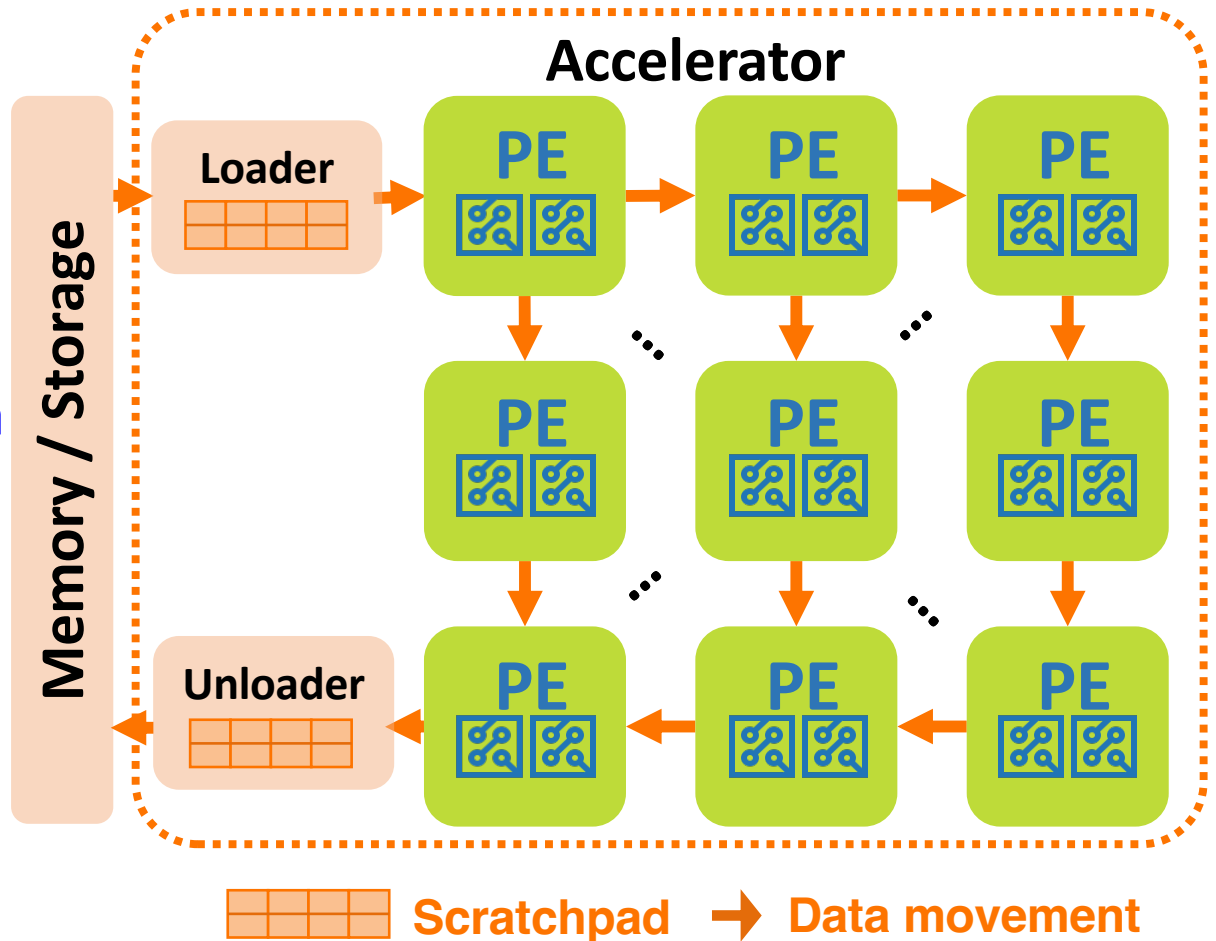 Accelerator
Memory / Storage
Loader
PE
PE
PE
PE
PE
PE
Unloader
PE
PE
PE
Scratchpad
Data movement